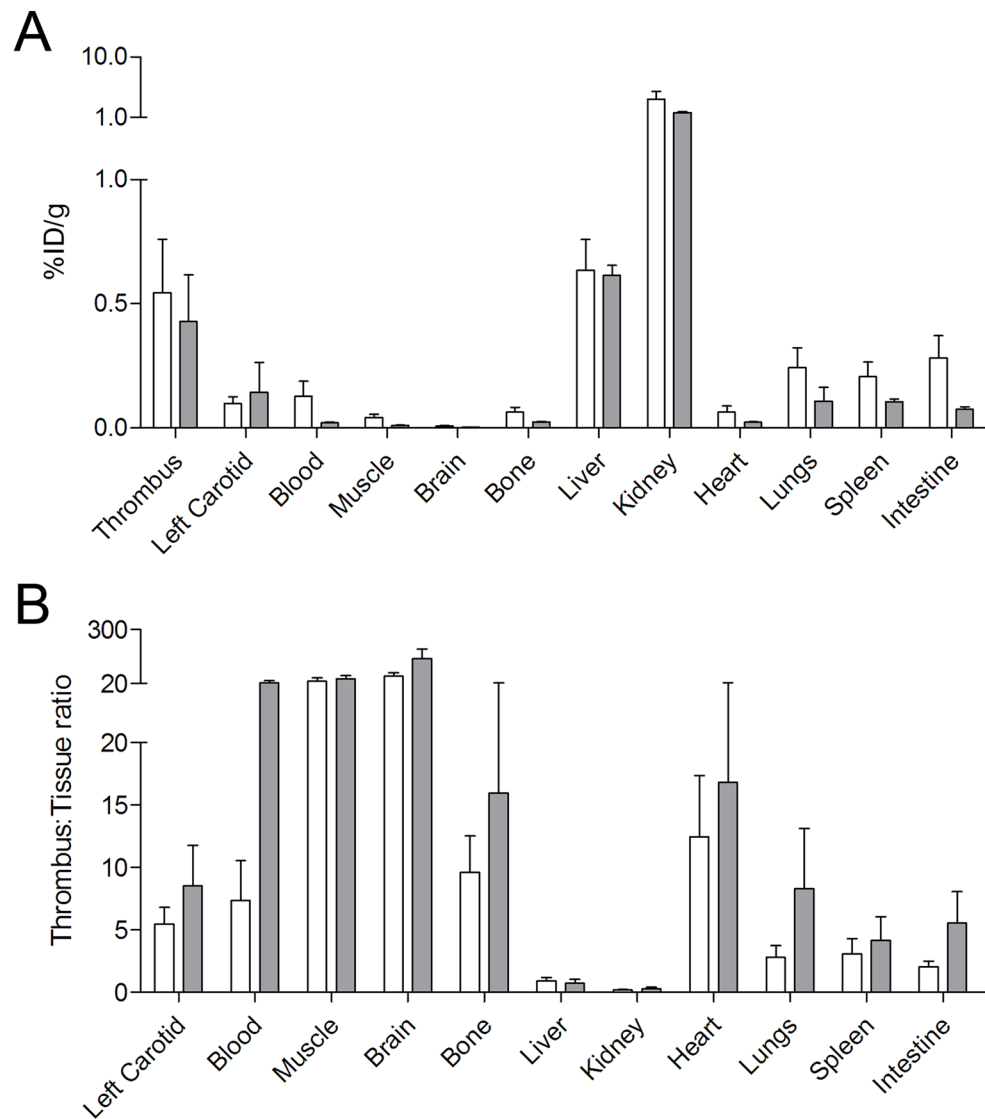 A
10.0
1.0
1.0
0.5
0.0
%ID/g
Thrombus
Left Carotid
Blood
Muscle
Brain
Bone
Liver
Kidney
Heart
Lungs
Spleen
Intestine
B
300
20
20
15
10
5
0
Thrombus:Tissue ratio
Left Carotid
Blood
Muscle
Brain
Bone
Liver
Kidney
Heart
Lungs
Spleen
Intestine